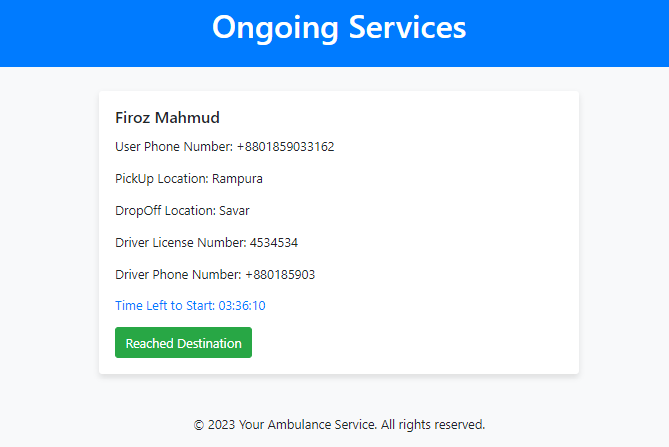 Ongoing Services
Firoz Mahmud
User Phone Number: +8801859033162
PickUp Location: Rampura
DropOff Location: Savar
Driver License Number: 4534534
Driver Phone Number: +880185903
Time Left to Start: 03:36:10
Reached Destination
© 2023 Your Ambulance Service. All rights reserved.